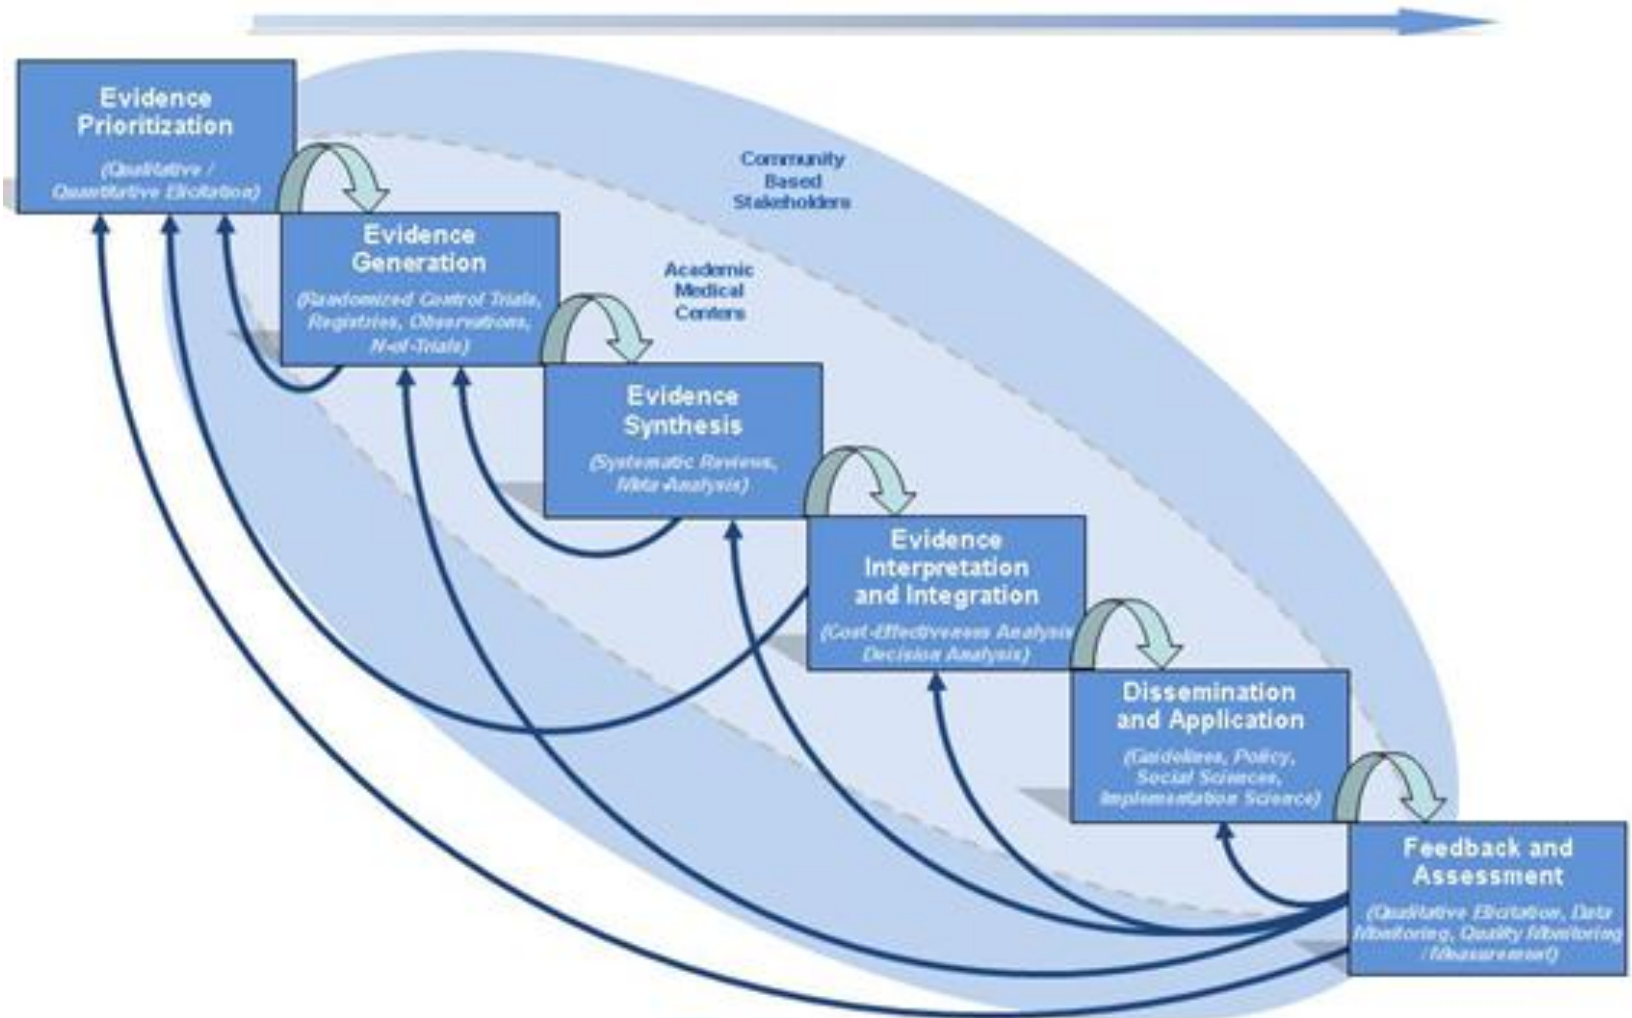 Evidence
Prioritization
(Qualitative /
Quantitative Elicitation)
Community
Based
Stakeholders
Evidence
Generation
(Randomized Control Trials,
Registries, Observations,
N-of-Trials)
Academic
Medical
Centers
Evidence
Synthesis
(Systematic Reviews,
Meta-Analysis)
Evidence
Interpretation
and Integration
(Cost-Effectiveness Analysis
Decision Analysis)
Dissemination
and Application
(Guidelines, Policy,
Social Sciences,
Implementation Science)
Feedback and
Assessment
(Qualitative Elicitation, Data
Monitoring, Quality Monitoring
/Measurement)